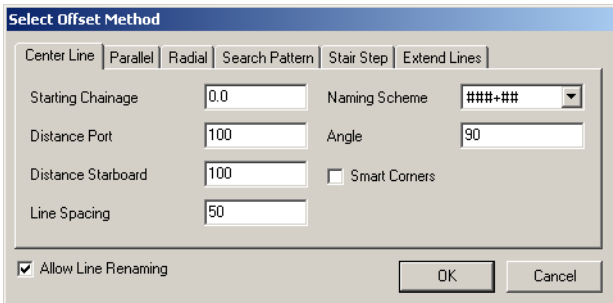 Select Offset Method
Center Line Parallel Radial Search Pattern Stair Step Extend Lines
Starting Chainage 0.0 Naming Scheme ###+##
Distance Port 100 Angle 90
Distance Starboard 100 Smart Corners
Line Spacing 50
Allow Line Renaming OK Cancel